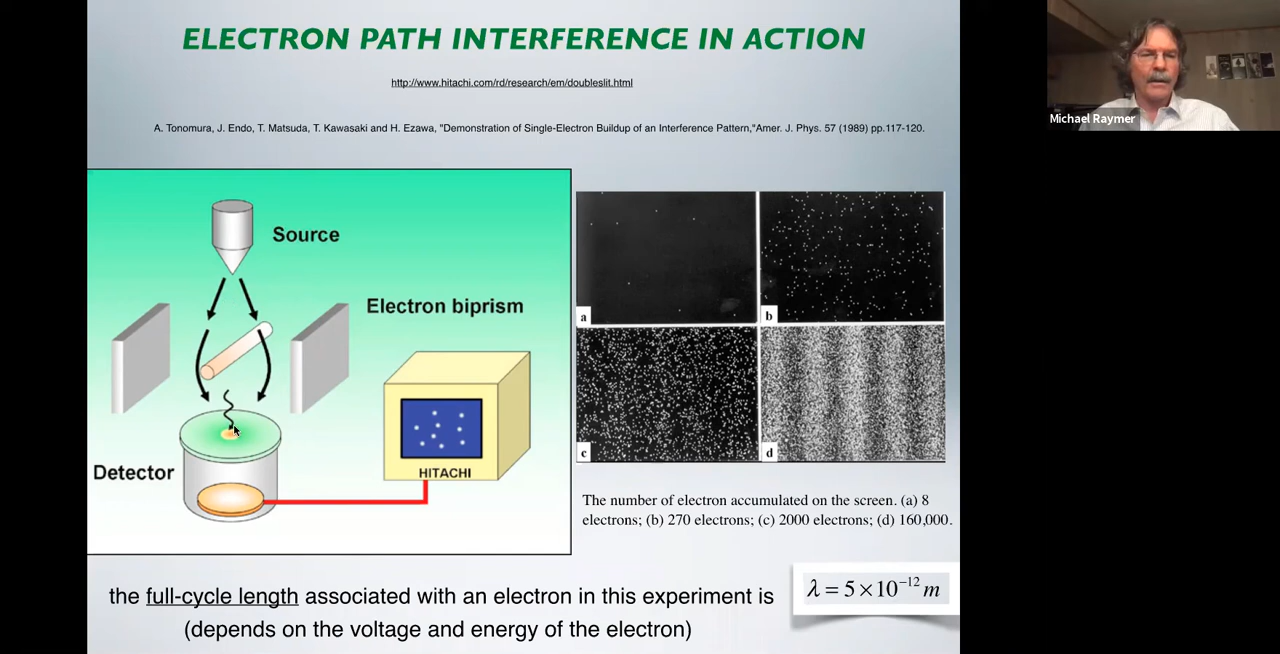 ELECTRON PATH INTERFERENCE IN ACTION
http://www.hitachi.com/rd/research/em/doubleslit.html
A. Tonomura, J. Endo, T. Matsuda, T. Kawasaki and H. Ezawa, "Demonstration of Single-Electron Buildup of an Interference Pattern,"Amer. J. Phys. 57 (1989) pp.117-120.
Michael Raymer
Source
Electron biprism
Detector
HITACHI
a
b
c
d
The number of electron accumulated on the screen. (a) 8
electrons; (b) 270 electrons; (c) 2000 electrons; (d) 160,000.
the full-cycle length associated with an electron in this experiment is
(depends on the voltage and energy of the electron)
λ = 5×10⁻¹² m